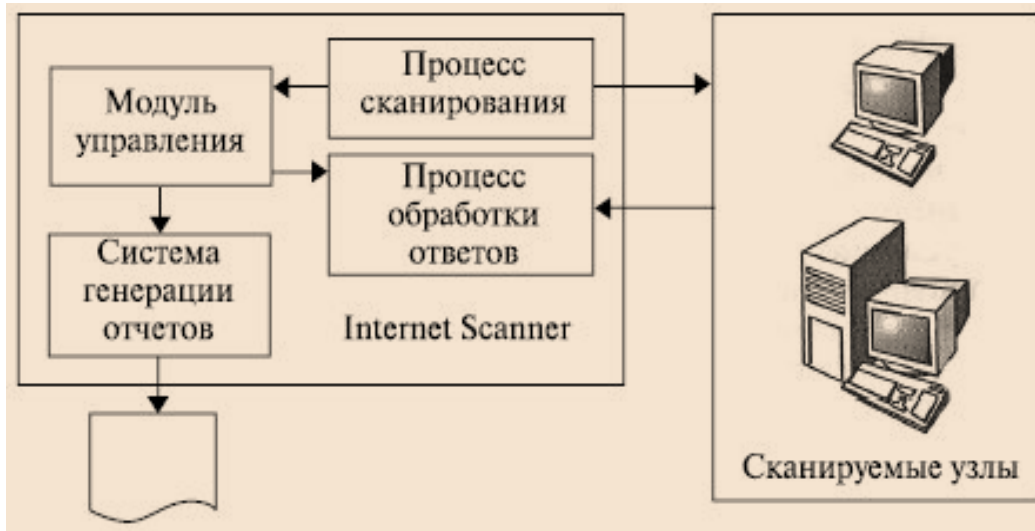 Процесс
сканирования
Модуль
управления
Процесс
обработки
ответов
Система
генерации
отчетов
Internet Scanner
Сканируемые узлы